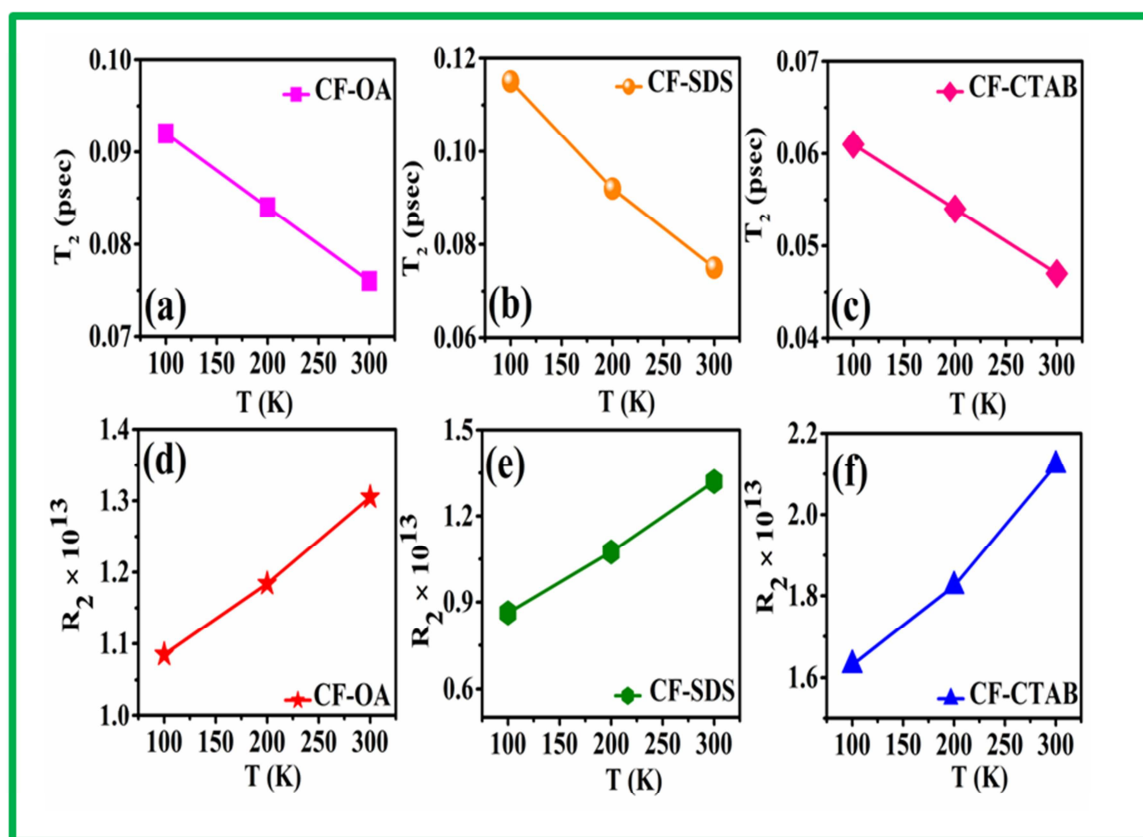 0.10
0.09
0.08
0.07
T₂ (psec)
CF-OA
(a)
100 150 200 250 300
T (K)
0.12
0.10
0.08
0.06
T₂ (psec)
CF-SDS
(b)
100 150 200 250 300
T (K)
0.07
0.06
0.05
0.04
T₂ (psec)
CF-CTAB
(c)
100 150 200 250 300
T (K)
1.4
1.3
1.2
1.1
1.0
R₂ × 10¹³
(d)
CF-OA
100 150 200 250 300
T (K)
1.5
1.2
0.9
0.6
R₂ × 10¹³
(e)
CF-SDS
100 150 200 250 300
T (K)
2.2
2.0
1.8
1.6
R₂ × 10¹³
(f)
CF-CTAB
100 150 200 250 300
T (K)